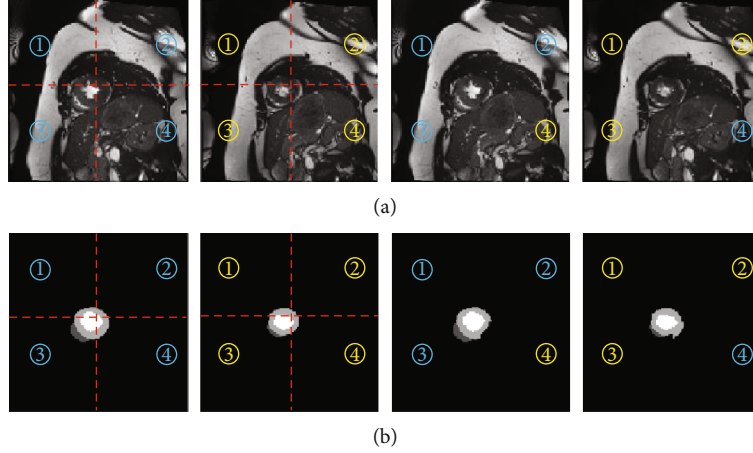 ① ② ① ② ① ② ① ②
③ ④ ③ ④ ③ ④ ③ ④
(a)
① ② ① ② ① ② ① ②
③ ④ ③ ④ ③ ④ ③ ④
(b)